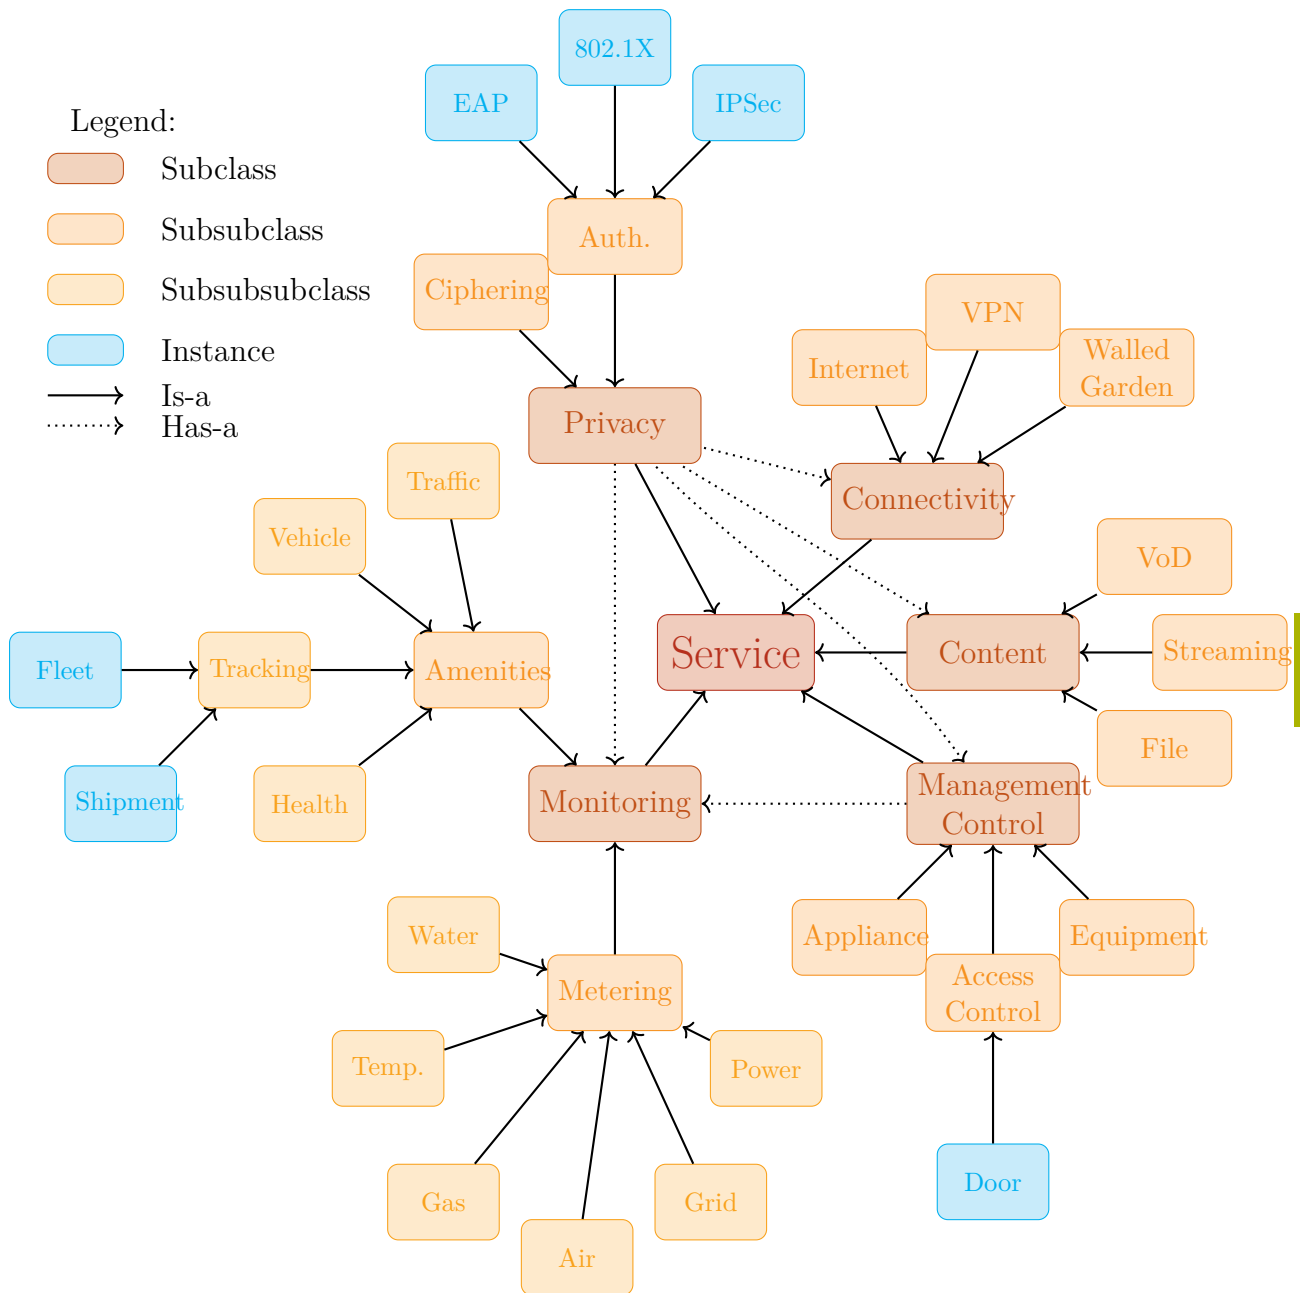 802.1X
EAP
IPSec
Legend:
Subclass
Subsubclass
Subsubsubclass
Instance
Is-a
Has-a
Auth.
Ciphering
VPN
Internet
Walled
Garden
Privacy
Traffic
Connectivity
Vehicle
VoD
Fleet
Tracking
Amenities
Service
Content
Streaming
File
Shipment
Health
Monitoring
Management
Control
Water
Appliance
Equipment
Metering
Access
Control
Temp.
Power
Gas
Grid
Door
Air